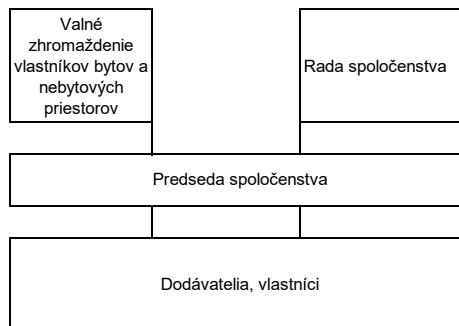 Valné
zhromaždenie
vlastníkov bytov a
nebytových
priestorov
Rada spoločenstva
Predseda spoločenstva
Dodávatelia, vlastníci